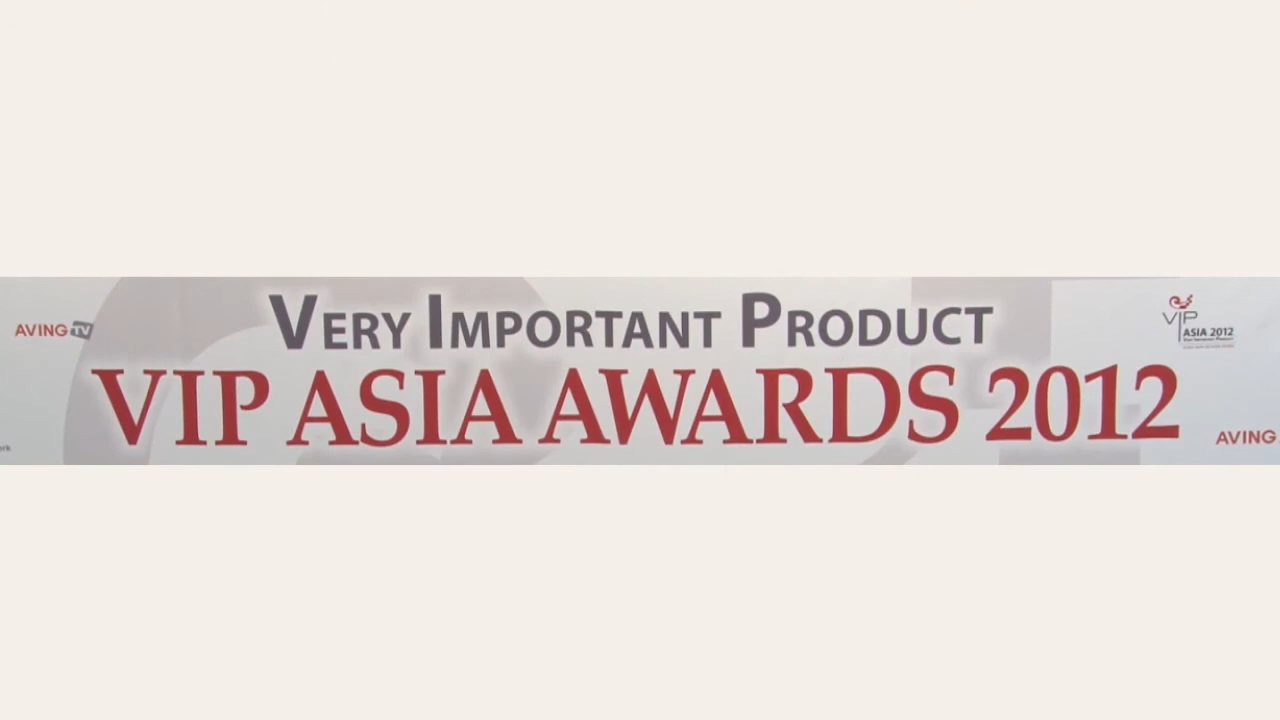 VERY IMPORTANT PRODUCT
AVING TV
VIP
ASIA 2012
VIP ASIA AWARDS 2012
AVING